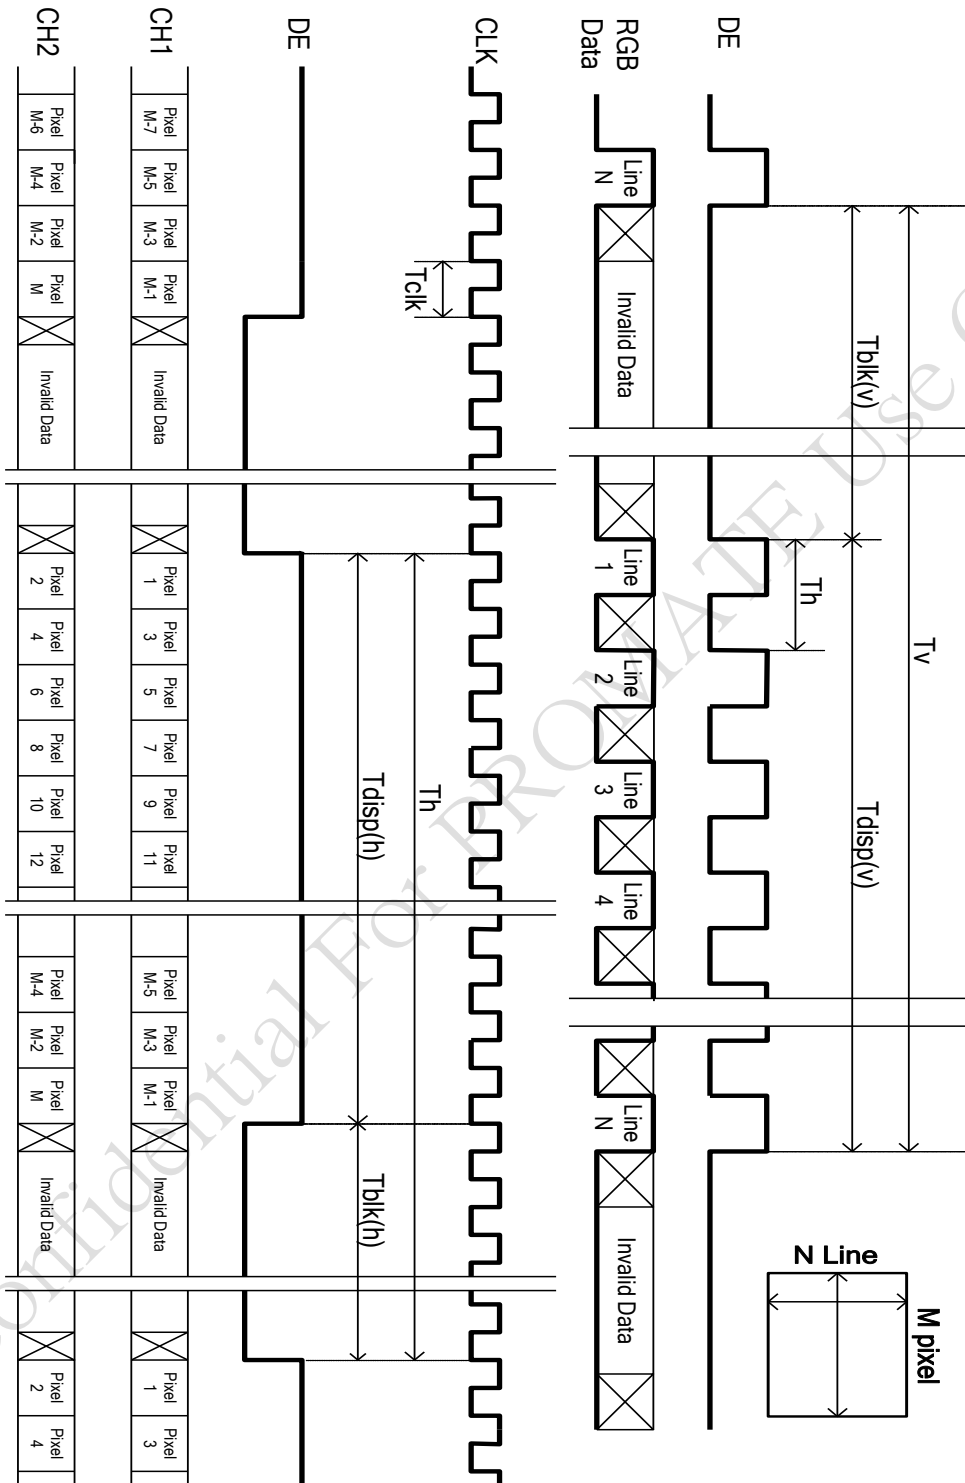 Tv
Tblk(v)
Tdisp(v)
Th
M pixel
N Line
DE
RGB
Data
Line
N
Invalid Data
Line
1
Line
2
Line
3
Line
4
Line
N
Invalid Data
CLK
Tclk
Th
Tdisp(h)
Tblk(h)
DE
CH1
Pixel
M-7
Pixel
M-5
Pixel
M-3
Pixel
M-1
Invalid Data
Pixel
1
Pixel
3
Pixel
5
Pixel
7
Pixel
9
Pixel
11
Pixel
M-5
Pixel
M-3
Pixel
M-1
Invalid Data
Pixel
1
Pixel
3
CH2
Pixel
M-6
Pixel
M-4
Pixel
M-2
Pixel
M
Invalid Data
Pixel
2
Pixel
4
Pixel
6
Pixel
8
Pixel
10
Pixel
12
Pixel
M-4
Pixel
M-2
Pixel
M
Invalid Data
Pixel
2
Pixel
4
onfidential For PROMATE Use